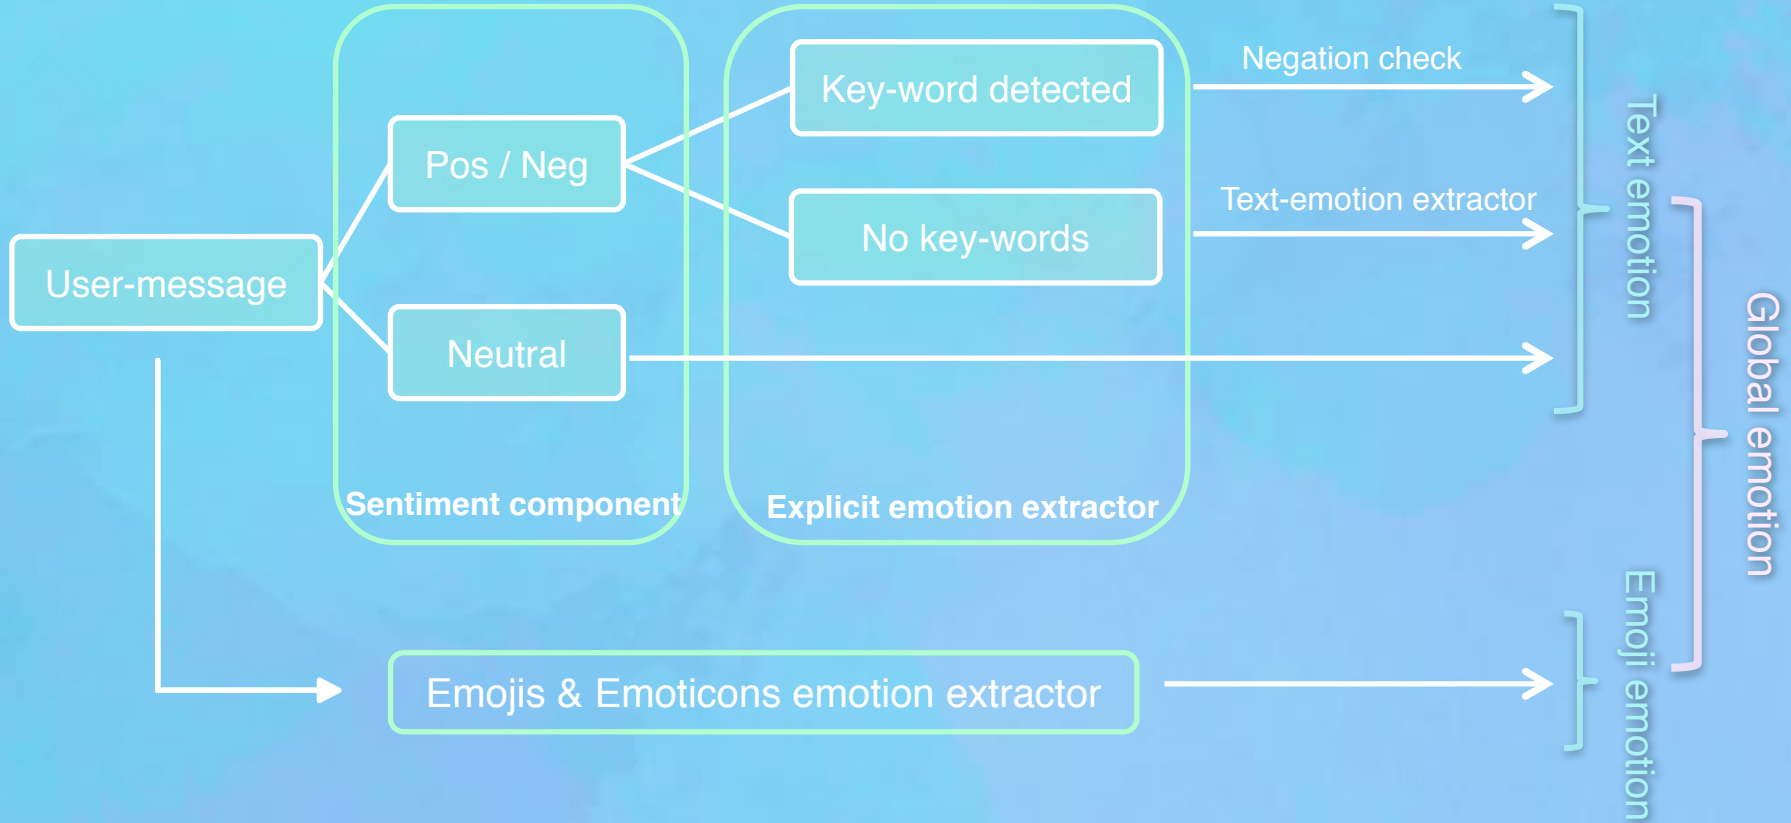 User-message
Pos / Neg
Neutral
Sentiment component
Key-word detected
No key-words
Explicit emotion extractor
Negation check
Text-emotion extractor
Text emotion
Emojis & Emoticons emotion extractor
Emoji emotion
Global emotion